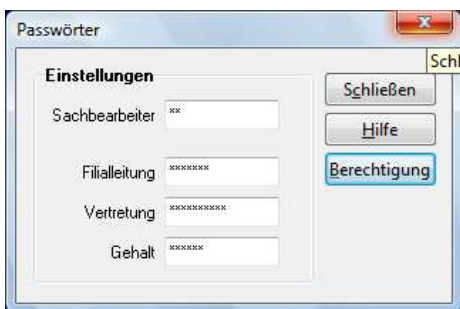 Passwörter
Schl
Einstellungen
Schließen
Sachbearbeiter **
Hilfe
Filialleitung *******
Berechtigung
Vertretung **********
Gehalt ******